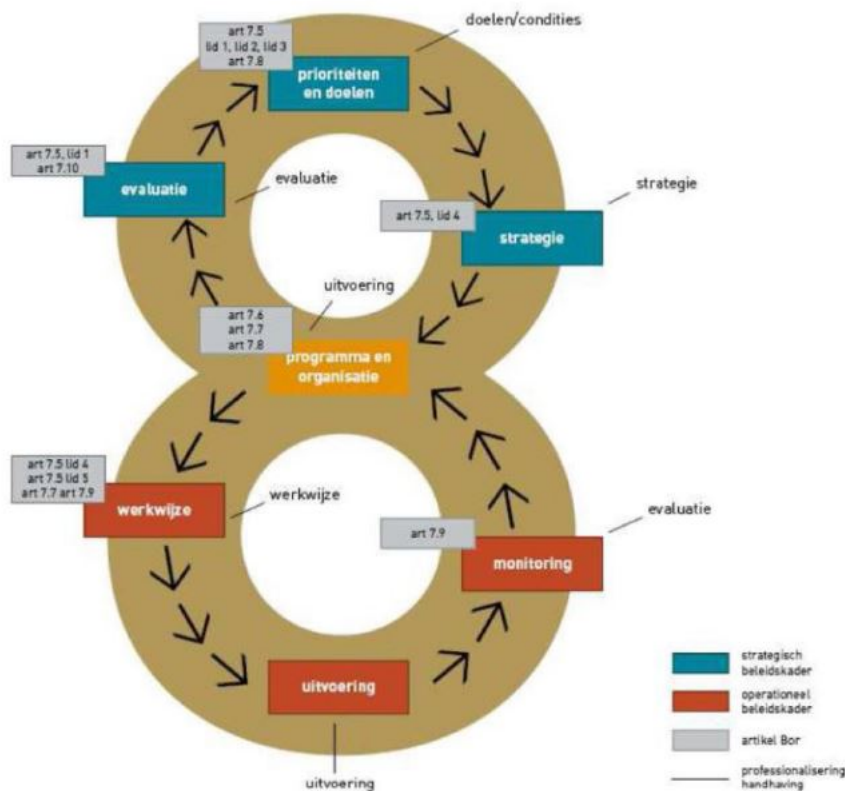 doelen/condities
art 7.5
lid 1, lid 2, lid 3
art 7.8
prioriteiten
en doelen
art 7.5, lid 1
art 7.10
evaluatie
evaluatie
strategie
art 7.5, lid 4
strategie
uitvoering
art 7.6
art 7.7
art 7.8
programma en
organisatie
art 7.5 lid 4
art 7.5 lid 5
art 7.7 art 7.9
werkwijze
werkwijze
evaluatie
art 7.9
monitoring
uitvoering
uitvoering
strategisch
beleidskader
operationeel
beleidskader
artikel Bor
professionalisering
handhaving